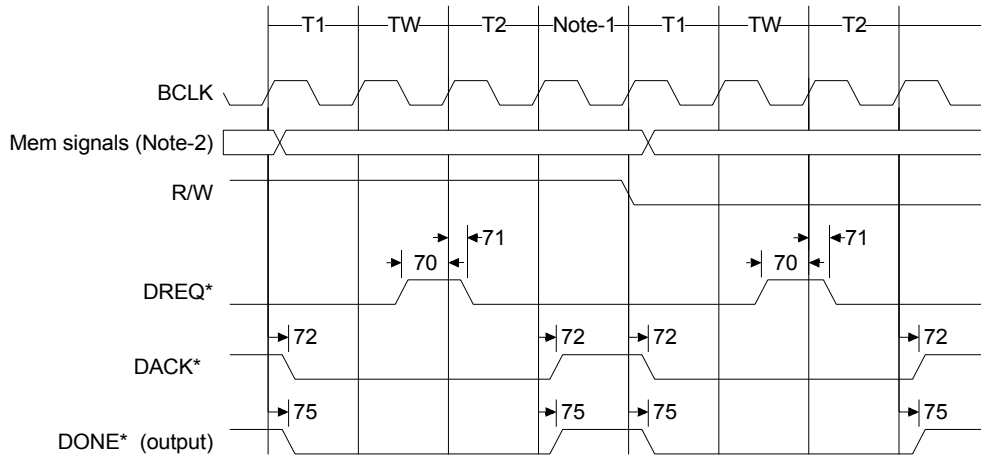 T1 TW T2 Note-1 T1 TW T2
BCLK
Mem signals (Note-2)
R/W
71 71
70 70
DREQ*
72 72 72 72
DACK*
75 75 75 75
DONE* (output)